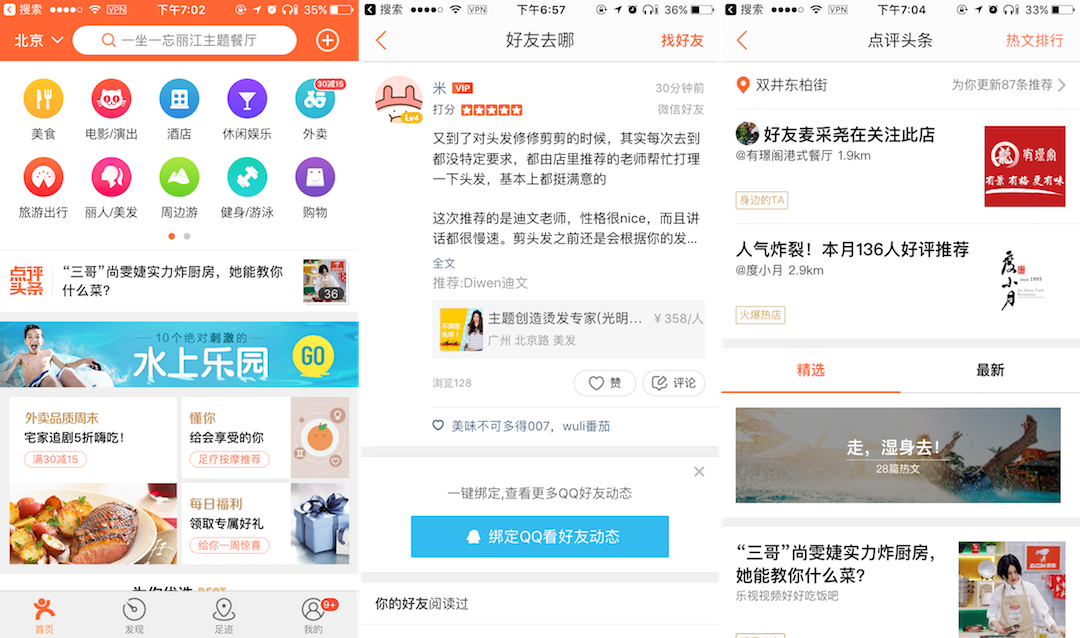 搜索 VPN 下午7:02 35%
北京 一坐一忘丽江主题餐厅
30减15
美食 电影/演出 酒店 休闲娱乐 外卖
旅游出行 丽人/美发 周边游 健身/游泳 购物
点评
头条
“三哥”尚雯婕实力炸厨房，她能教你
什么菜?
36
10个绝对刺激的
水上乐园
GO
外卖品质周末
宅家追剧5折嗨吃!
满30减15
懂你
给会享受的你
足疗按摩推荐
每日福利
领取专属好礼
给你一周惊喜
为你优选 BEST
首页 发现 足迹 我的 9+
搜索 VPN 下午6:57 36%
好友去哪 找好友
米 VIP 30分钟前
打分 微信好友
Lv4
又到了对头发修修剪剪的时候，其实每次去到
都没特定要求，都由店里推荐的老师帮忙打理
一下头发，基本上都挺满意的
这次推荐的是迪文老师，性格很nice，而且讲
话都很慢速。剪头发之前还是会根据你的发...
全文
推荐:Diwen迪文
主题创造烫发专家(光明... ￥358/人
广州 北京路 美发
浏览128 赞 评论
美味不可多得007，wuli番茄
一键绑定,查看更多QQ好友动态
绑定QQ看好友动态
你的好友阅读过
搜索 VPN 下午7:04 33%
点评头条 热文排行
双井东柏街 为你更新87条推荐
好友麦采尧在关注此店
@有璟阁港式餐厅 1.9km
身边的TA
龍 有璟阁
有景 有格 更有味
人气炸裂！本月136人好评推荐
@度小月 2.9km
火爆热店
度小月
since 1895
精选 最新
走，湿身去!
28篇热文
“三哥”尚雯婕实力炸厨房，
她能教你什么菜?
乐视视频好好吃饭吧
JD.COM 京东